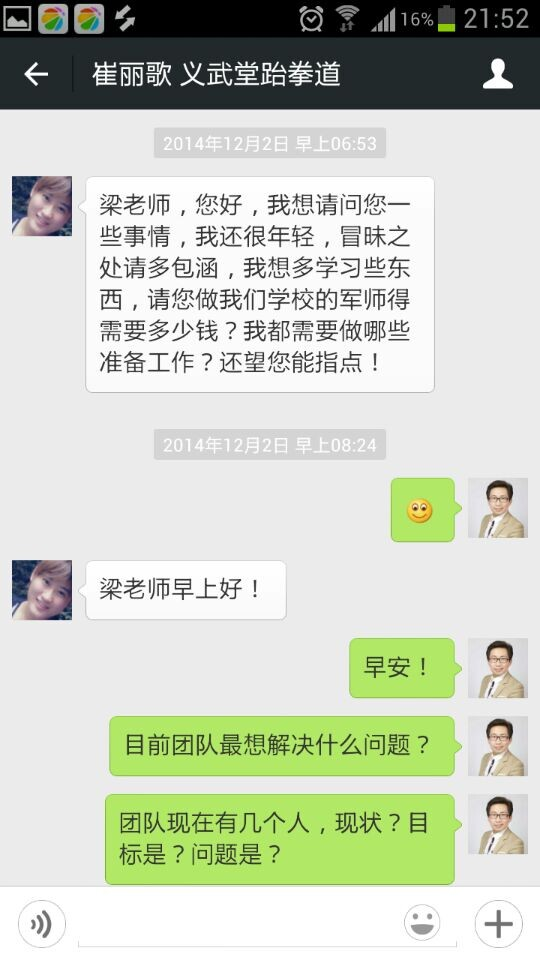 16% 21:52
崔丽歌 义武堂跆拳道
2014年12月2日 早上06:53
梁老师，您好，我想请问您一
些事情，我还很年轻，冒昧之
处请多包涵，我想多学习些东
西，请您做我们学校的军师得
需要多少钱？我都需要做哪些
准备工作？还望您能指点！
2014年12月2日 早上08:24
梁老师早上好！
早安！
目前团队最想解决什么问题？
团队现在有几个人，现状？目
标是？问题是？